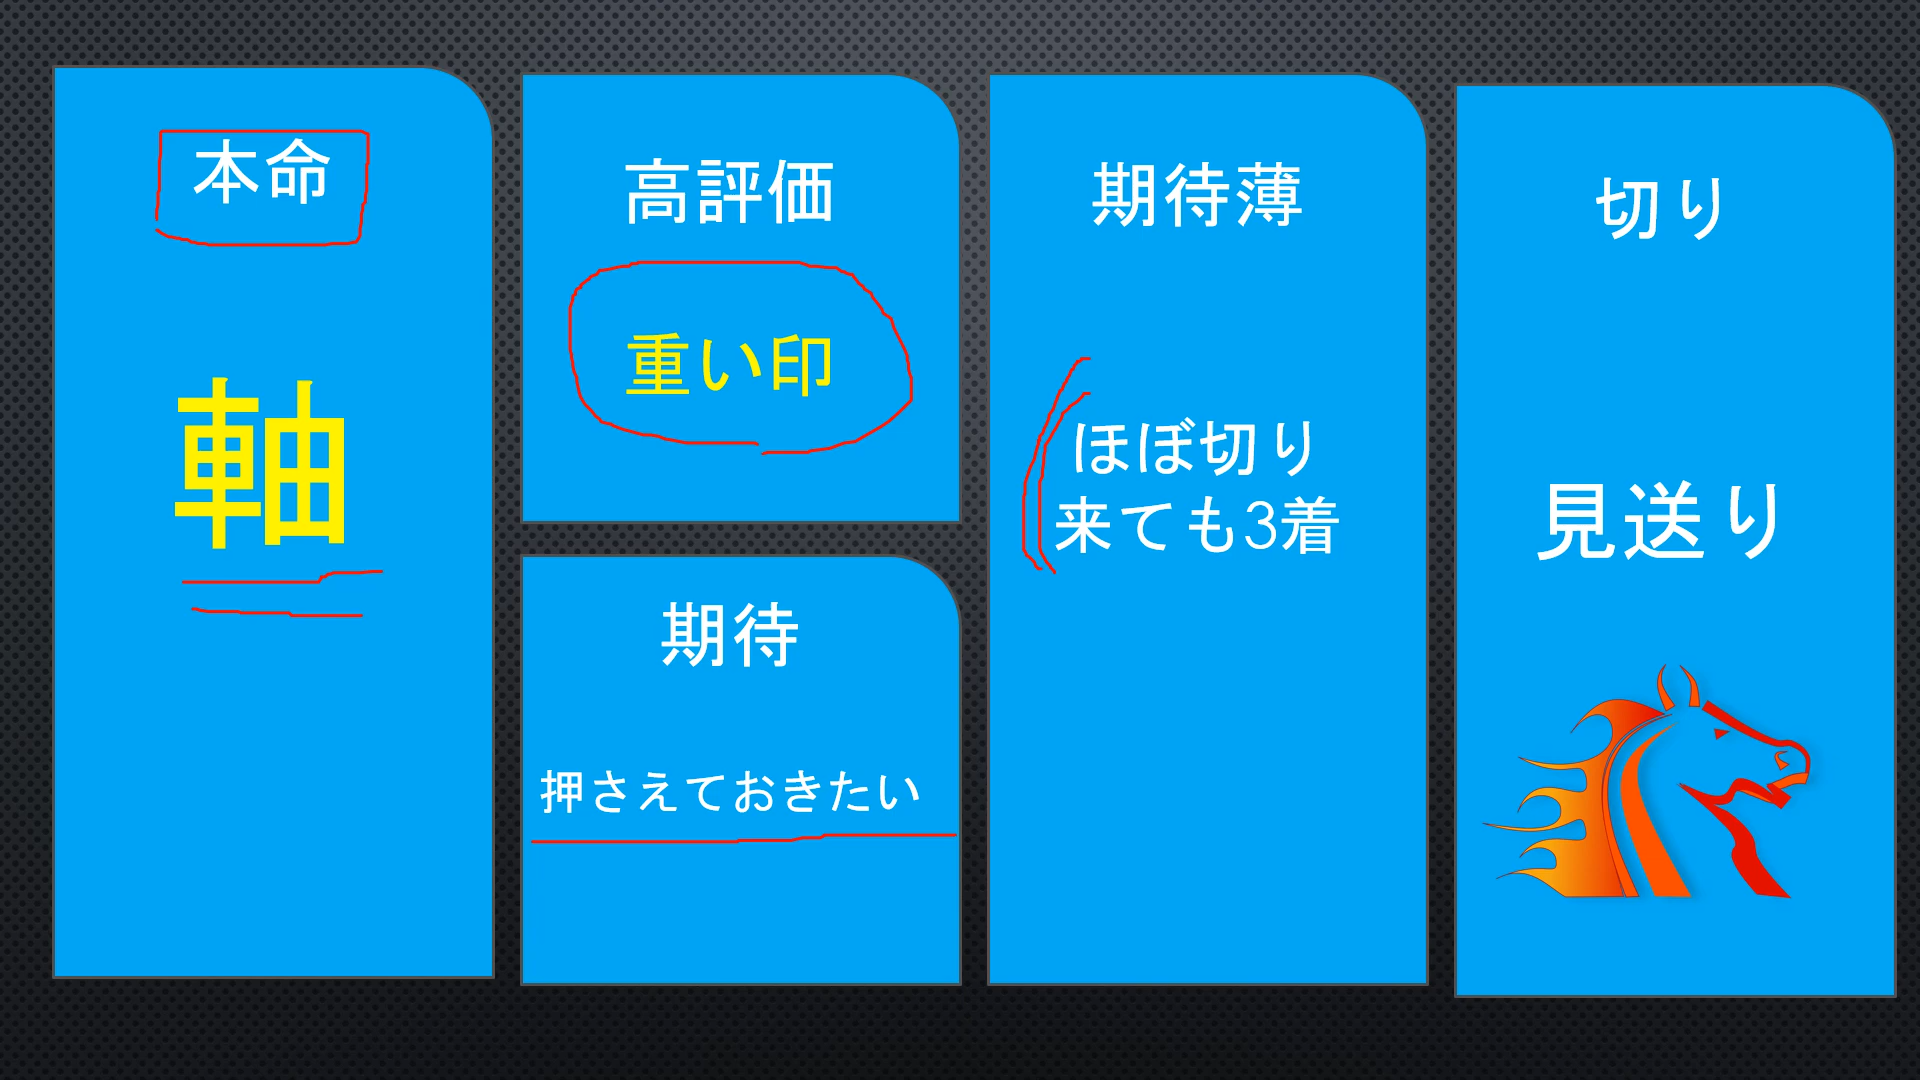 本命
軸
高評価
重い印
期待
押さえておきたい
期待薄
ほぼ切り
来ても3着
切り
見送り